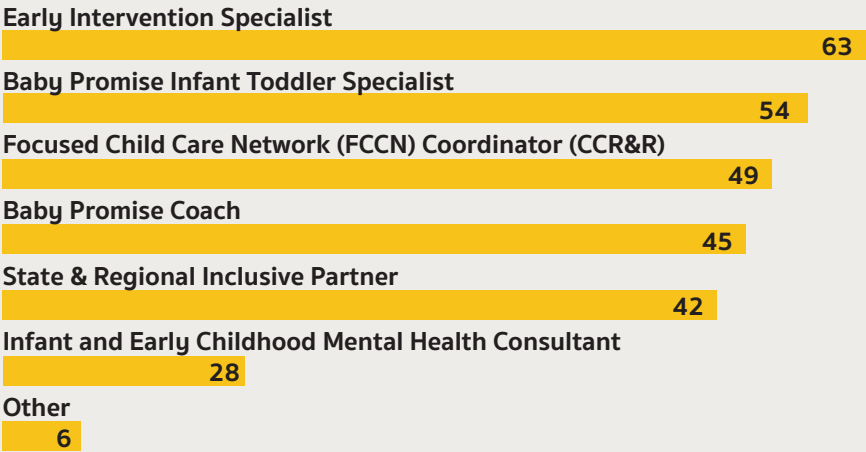 Early Intervention Specialist
63
Baby Promise Infant Toddler Specialist
54
Focused Child Care Network (FCCN) Coordinator (CCR&R)
49
Baby Promise Coach
45
State & Regional Inclusive Partner
42
Infant and Early Childhood Mental Health Consultant
28
Other
6